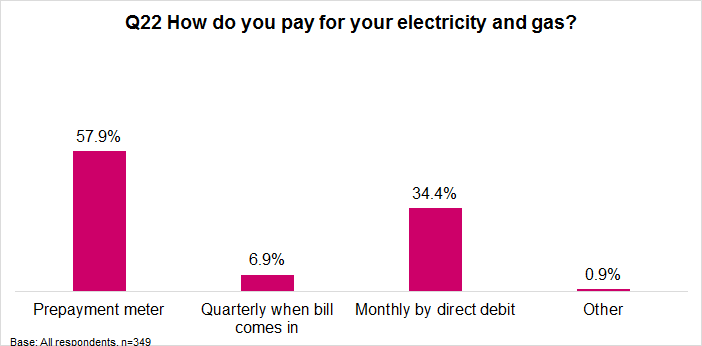 Q22 How do you pay for your electricity and gas?
57.9%
6.9%
34.4%
0.9%
Prepayment meter
Quarterly when bill
comes in
Monthly by direct debit
Other
Base: All respondents, n=349